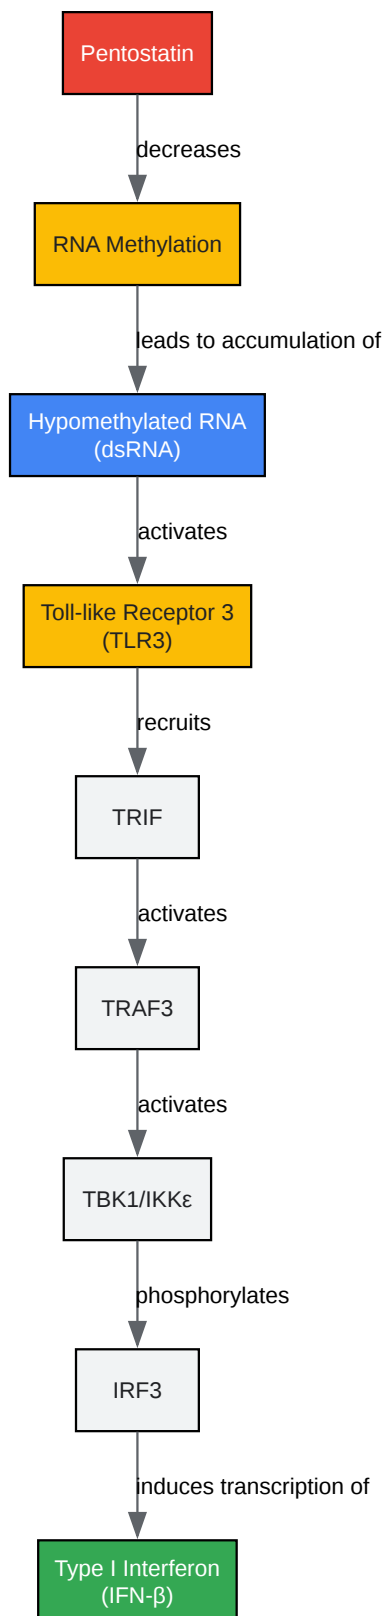 Pentostatin
decreases
RNA Methylation
leads to accumulation of
Hypomethylated RNA
(dsRNA)
activates
Toll-like Receptor 3
(TLR3)
recruits
TRIF
activates
TRAF3
activates
TBK1/IKKε
phosphorylates
IRF3
induces transcription of
Type I Interferon
(IFN-β)